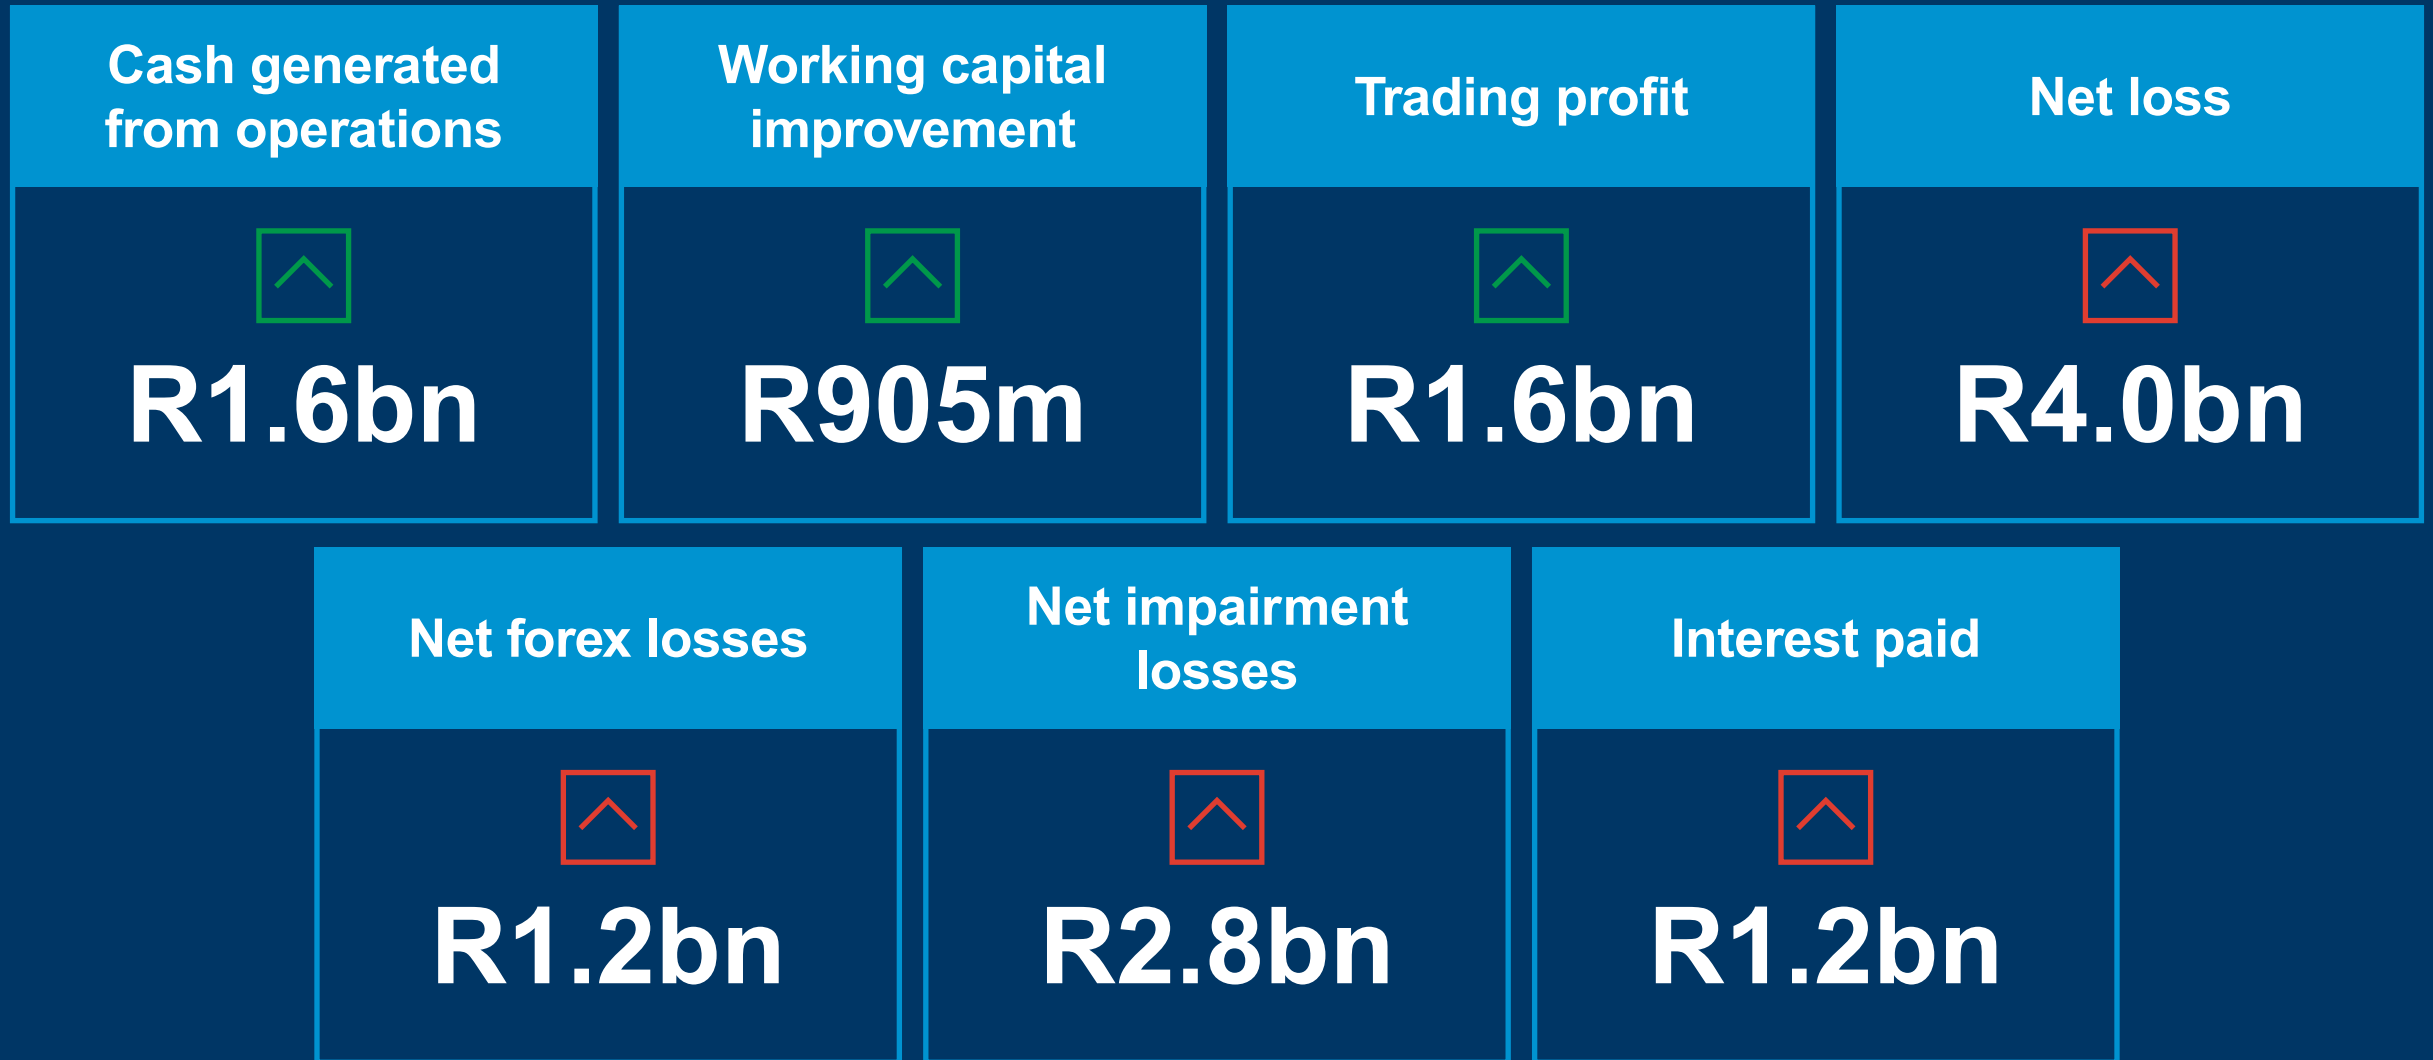 Cash generated
from operations
R1.6bn
Working capital
improvement
R905m
Trading profit
R1.6bn
Net loss
R4.0bn
Net forex losses
R1.2bn
Net impairment
losses
R2.8bn
Interest paid
R1.2bn